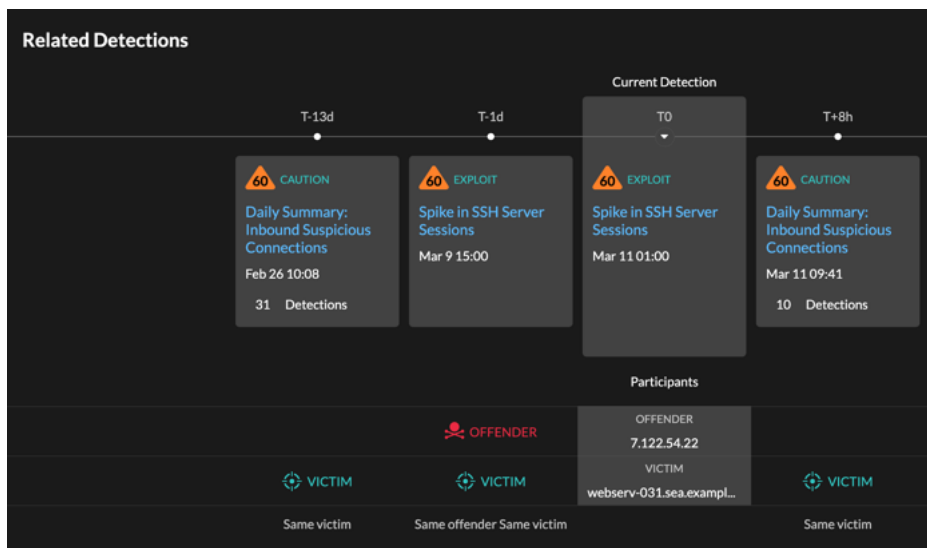 Related Detections
Current Detection
T-13d
T-1d
T0
T+8h
60 CAUTION
Daily Summary:
Inbound Suspicious
Connections
Feb 26 10:08
31 Detections
60 EXPLOIT
Spike in SSH Server
Sessions
Mar 9 15:00
60 EXPLOIT
Spike in SSH Server
Sessions
Mar 11 01:00
60 CAUTION
Daily Summary:
Inbound Suspicious
Connections
Mar 11 09:41
10 Detections
Participants
OFFENDER
OFFENDER
7.122.54.22
VICTIM
VICTIM
VICTIM
webserv-031.sea.exampl...
VICTIM
Same victim
Same offender Same victim
Same victim